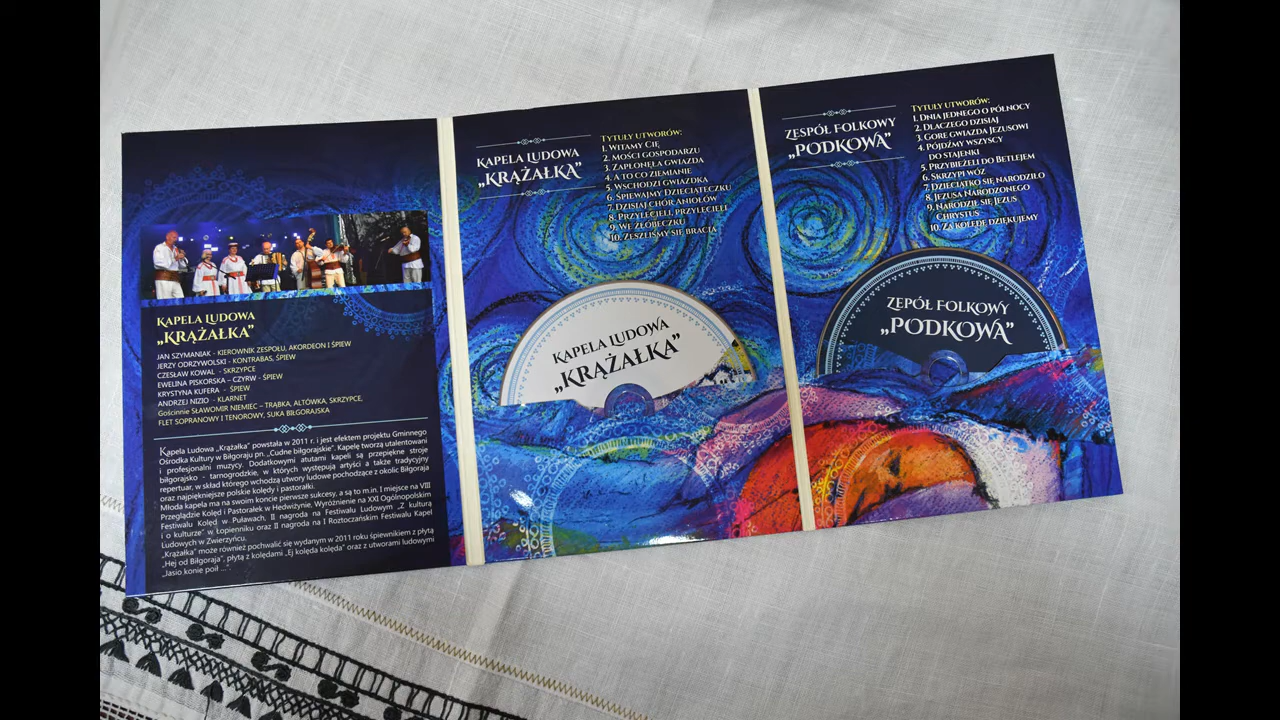 KAPELA LUDOWA
„KRĄŻAŁKA”
JAN SZYMANIAK - KIEROWNIK ZESPOŁU, AKORDEON I ŚPIEW
JERZY ODRZYWOLSKI - KONTRABAS, ŚPIEW
CZESŁAW KOWAL - SKRZYPCE
EWELINA PISKORSKA – CZYRW - ŚPIEW
KRYSTYNA KUFERA - ŚPIEW
ANDRZEJ NIZIO - KLARNET
Gościnnie SŁAWOMIR NIEMIEC – TRĄBKA, ALTÓWKA, SKRZYPCE,
FLET SOPRANOWY I TENOROWY, SUKA BIŁGORAJSKA
Kapela Ludowa „Krążałka” powstała w 2011 r. i jest efektem projektu Gminnego
Ośrodka Kultury w Biłgoraju pn. „Cudne biłgorajskie”. Kapelę tworzą utalentowani
i profesjonalni muzycy. Dodatkowymi atutami kapeli są przepiękne stroje
biłgorajsko - tarnogrodzkie, w których występują artyści a także tradycyjny
repertuar, w skład którego wchodzą utwory ludowe pochodzące z okolic Biłgoraja
oraz najpiękniejsze polskie kolędy i pastorałki.
Młoda kapela ma na swoim koncie pierwsze sukcesy, a są to m.in. I miejsce na VIII
Przeglądzie Kolęd i Pastorałek w Hedwiżynie, Wyróżnienie na XXI Ogólnopolskim
Festiwalu Kolęd w Puławach, II nagroda na Festiwalu Ludowym „Z kulturą
i o kulturze” w Łopienniku oraz II nagroda na I Roztoczańskim Festiwalu Kapel
Ludowych w Zwierzyńcu.
„Krążałka” może również pochwalić się wydanym w 2011 roku śpiewnikiem z płytą
„Hej od Biłgoraja”, płytą z kolędami „Ej kolęda kolęda” oraz z utworami ludowymi
„Jasio konie poił ...”
KAPELA LUDOWA
„KRĄŻAŁKA”
TYTUŁY UTWORÓW:
1. WITAMY CIĘ
2. MOŚCI GOSPODARZU
3. ZAPŁONĘŁA GWIAZDA
4. A TO CO ZIEMIANIE
5. WSCHODZI GWIAZDKA
6. ŚPIEWAJMY DZIECIĄTECZKU
7. DZISIAJ CHÓR ANIOŁÓW
8. PRZYLECIELI, PRZYLECIELI
9. WE ŻŁÓBECZKU
10. ZESZLIŚMY SIĘ BRACIA
KAPELA LUDOWA
„KRĄŻAŁKA”
ZESPÓŁ FOLKOWY
„PODKOWA”
TYTUŁY UTWORÓW:
1. DNIA JEDNEGO O PÓŁNOCY
2. DLACZEGO DZISIAJ
3. GORE GWIAZDA JEZUSOWI
4. PÓJDŹMY WSZYSCY
DO STAJENKI
5. PRZYBIEŻELI DO BETLEJEM
6. SKRZYPI WÓZ
7. DZIECIĄTKO SIĘ NARODZIŁO
8. JEZUSA NARODZONEGO
9. NARODZIŁ SIĘ JEZUS
CHRYSTUS
10. ZA KOLĘDĘ DZIĘKUJEMY
ZEPÓŁ FOLKOWY
„PODKOWA”